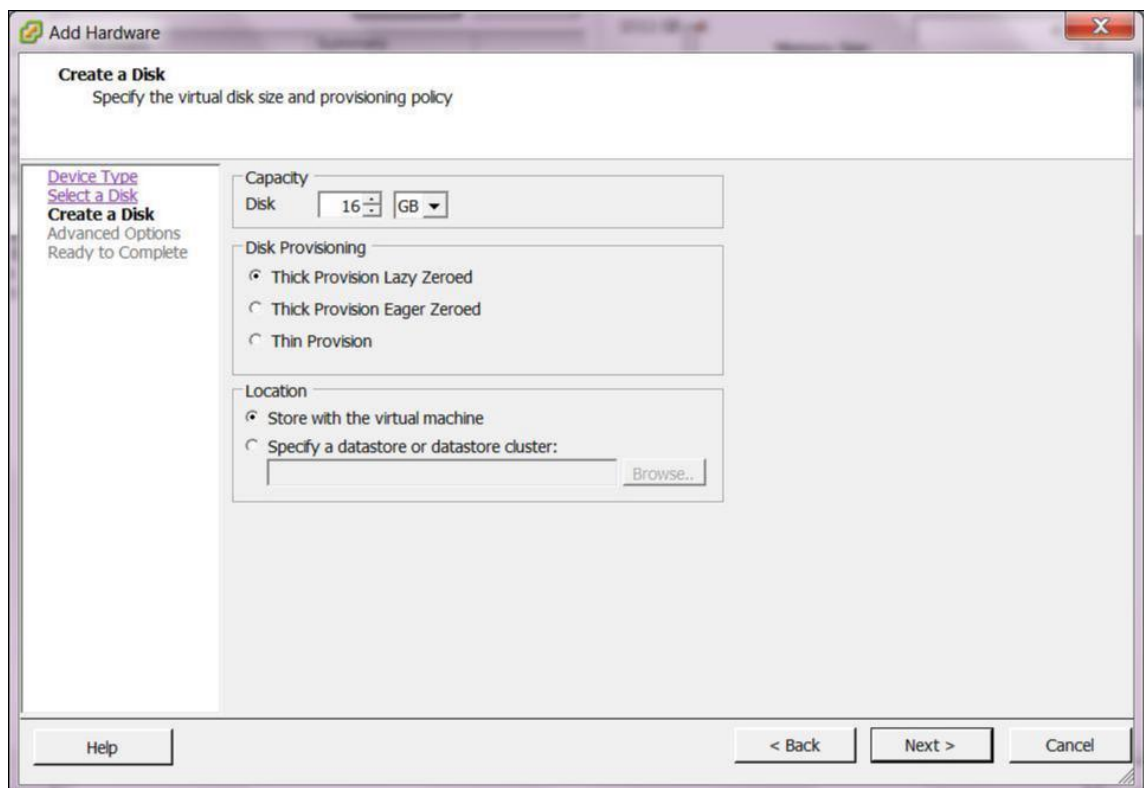 Add Hardware
Create a Disk
Specify the virtual disk size and provisioning policy
Device Type
Select a Disk
Create a Disk
Advanced Options
Ready to Complete
Capacity
Disk 16 GB
Disk Provisioning
Thick Provision Lazy Zeroed
Thick Provision Eager Zeroed
Thin Provision
Location
Store with the virtual machine
Specify a datastore or datastore cluster:
Browse..
Help
< Back Next > Cancel